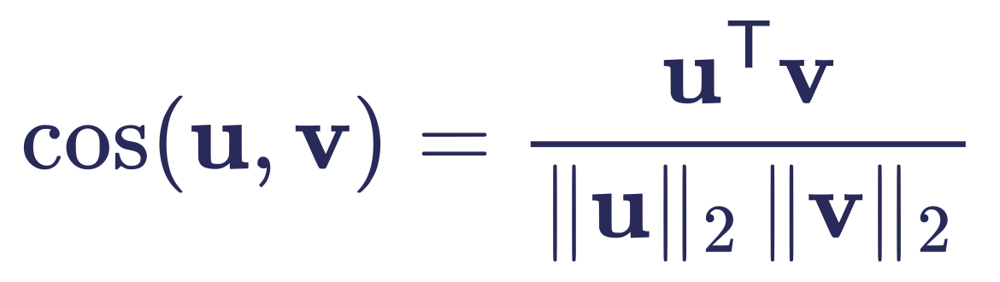 cos(𝐮, 𝐯) = 𝐮ᵀ𝐯 / ‖𝐮‖₂ ‖𝐯‖₂